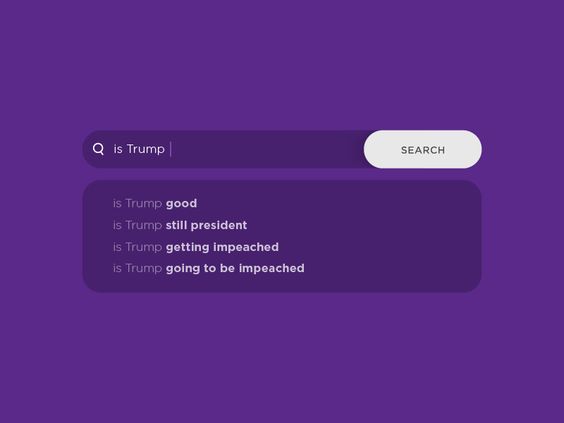 is Trump
SEARCH
is Trump good
is Trump still president
is Trump getting impeached
is Trump going to be impeached